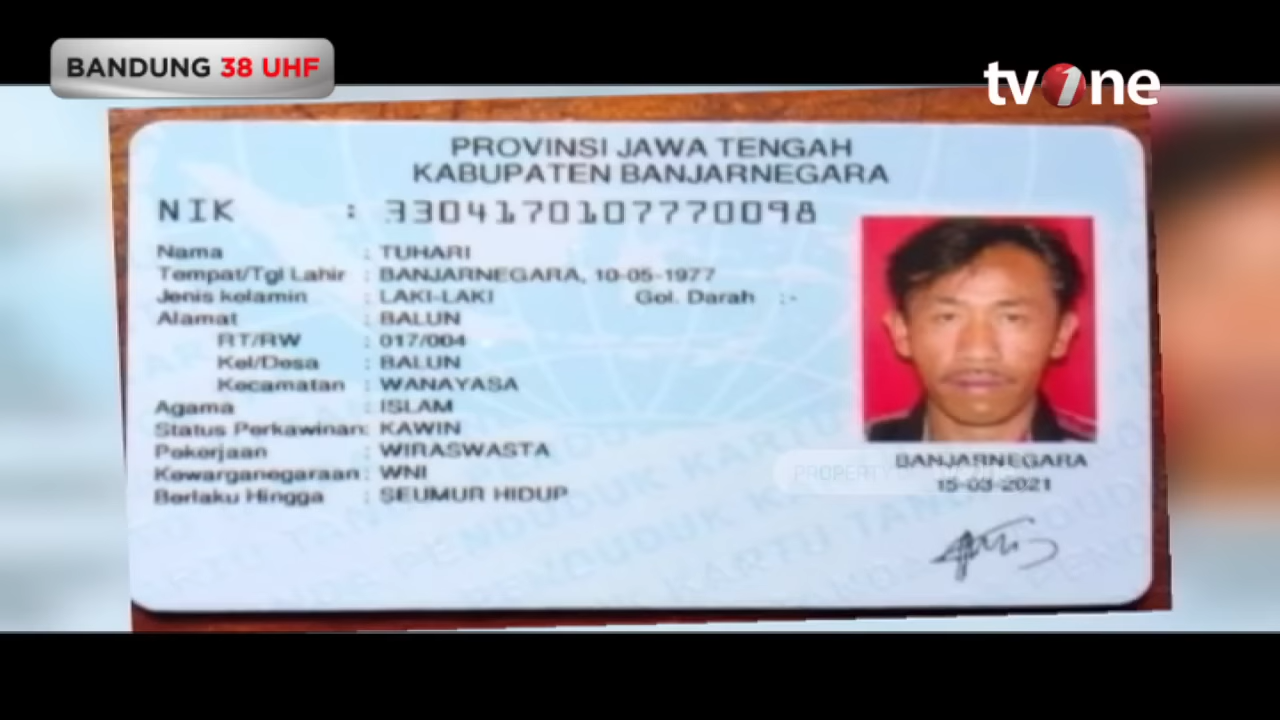 BANDUNG 38 UHF
tvOne
PROVINSI JAWA TENGAH
KABUPATEN BANJARNEGARA
NIK : 3304170107770098
Nama : TUHARI
Tempat/Tgl Lahir : BANJARNEGARA, 10-05-1977
Jenis kelamin : LAKI-LAKI Gol. Darah : -
Alamat : BALUN
RT/RW : 017/004
Kel/Desa : BALUN
Kecamatan : WANAYASA
Agama : ISLAM
Status Perkawinan: KAWIN
Pekerjaan : WIRASWASTA
Kewarganegaraan : WNI
Berlaku Hingga : SEUMUR HIDUP
PROPERTY
BANJARNEGARA
15-03-2021